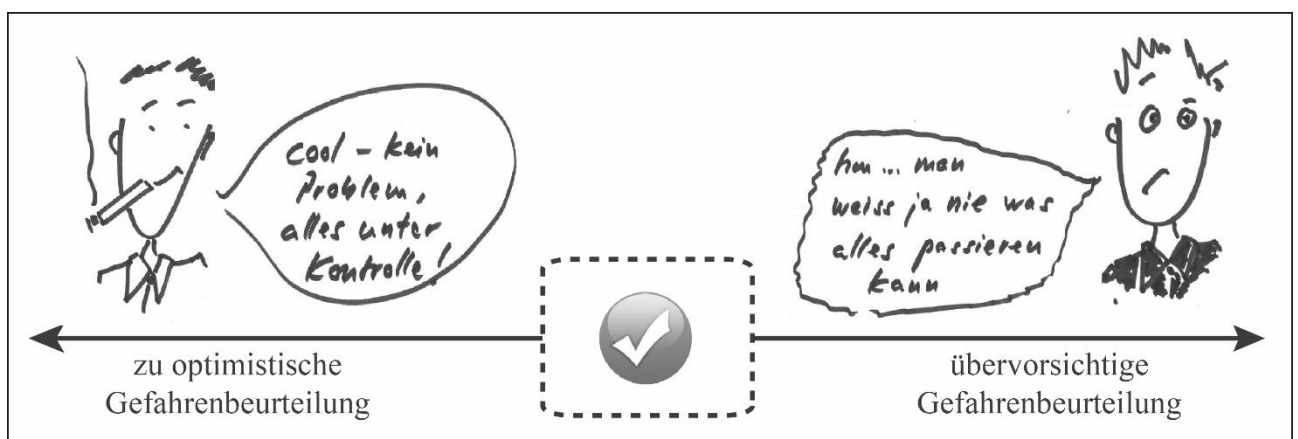 cool – kein
Problem,
alles unter
Kontrolle!
hm ... man
weiss ja nie was
alles passieren
kann
zu optimistische
Gefahrenbeurteilung
übervorsichtige
Gefahrenbeurteilung